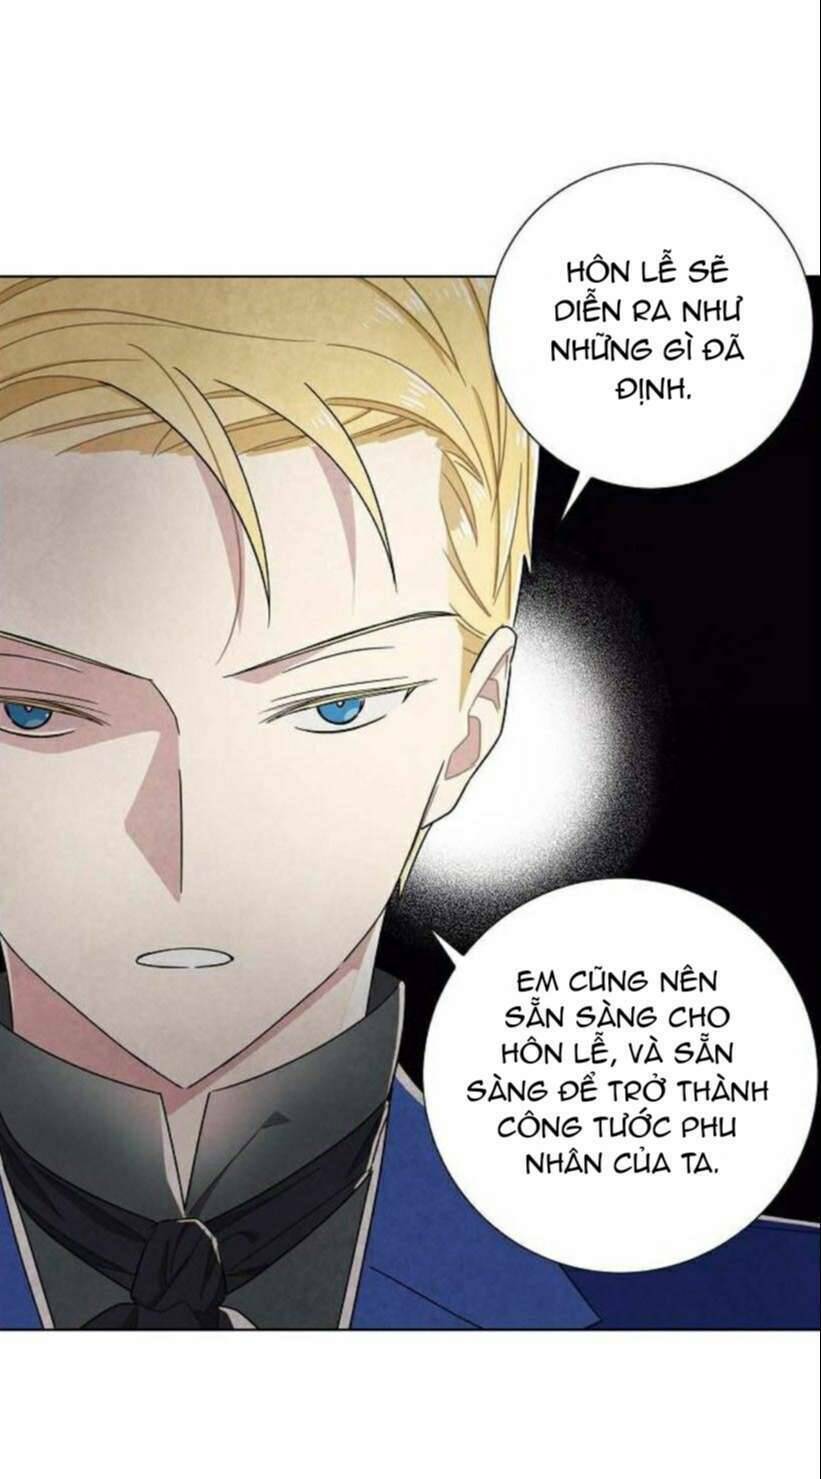 HÔN LỄ SẼ
DIỄN RA NHƯ
NHỮNG GÌ ĐÃ
ĐỊNH.
EM CŨNG NÊN
SẴN SÀNG CHO
HÔN LỄ, VÀ SẴN
SÀNG ĐỂ TRỞ THÀNH
CÔNG TƯỚC PHU
NHÂN CỦA TA.